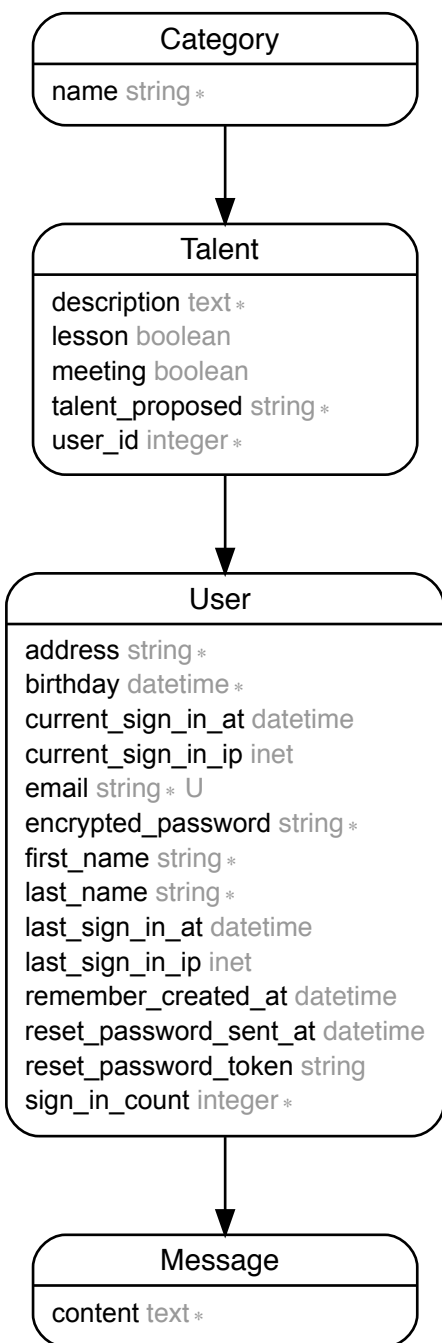 Category
name string *
Talent
description text *
lesson boolean
meeting boolean
talent_proposed string *
user_id integer *
User
address string *
birthday datetime *
current_sign_in_at datetime
current_sign_in_ip inet
email string * U
encrypted_password string *
first_name string *
last_name string *
last_sign_in_at datetime
last_sign_in_ip inet
remember_created_at datetime
reset_password_sent_at datetime
reset_password_token string
sign_in_count integer *
Message
content text *